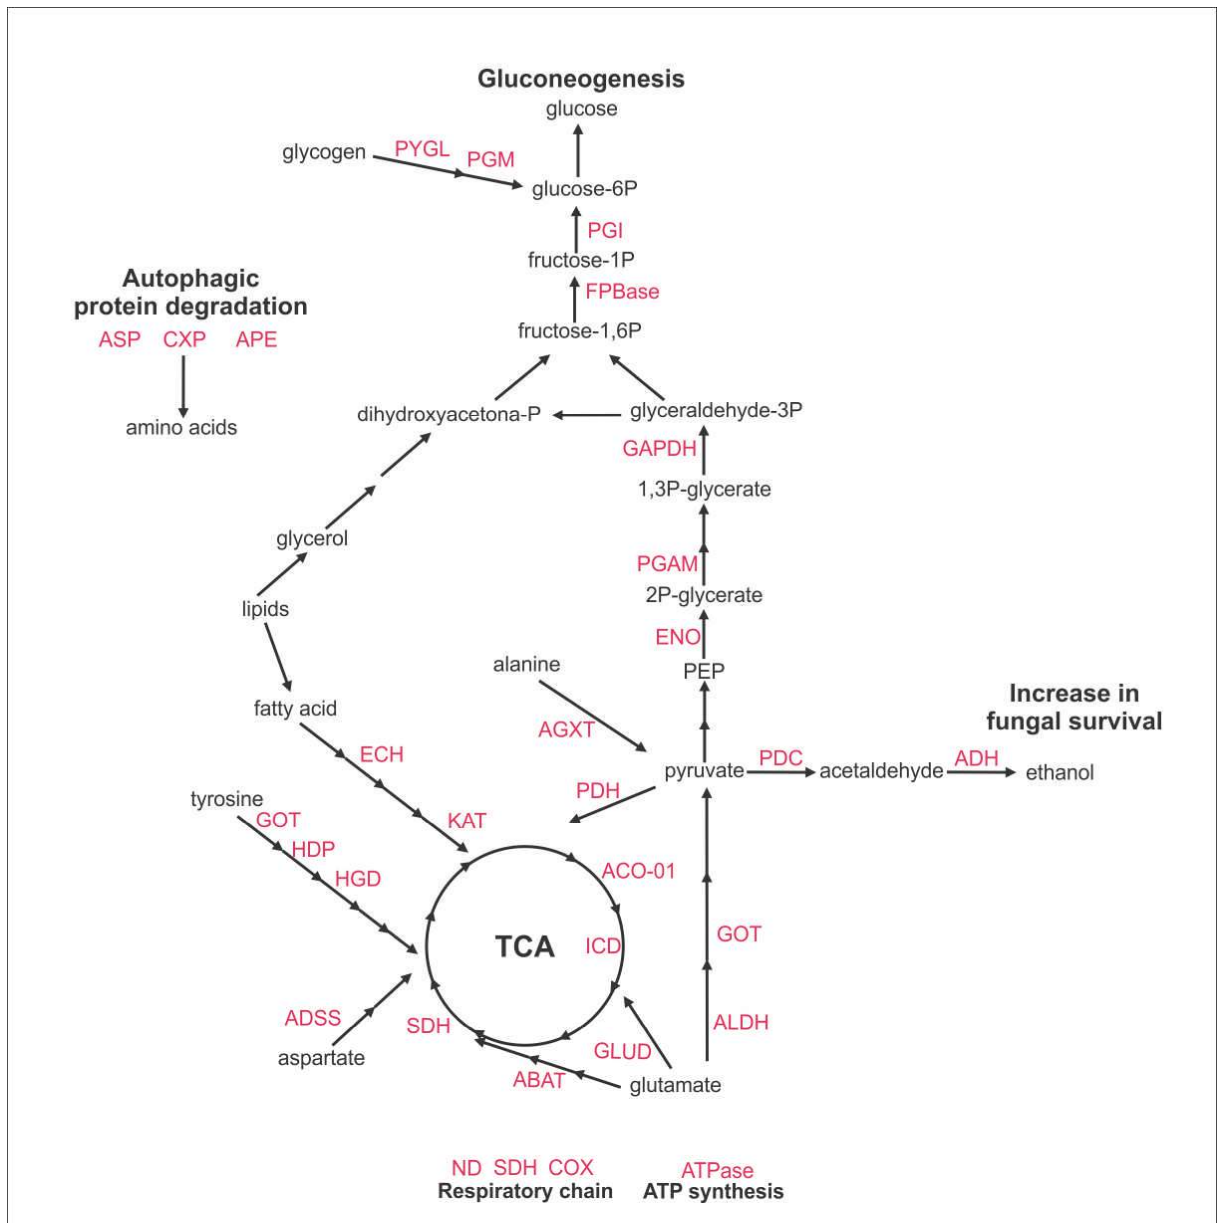 Gluconeogenesis
glucose
glycogen
PYGL
PGM
glucose-6P
PGI
fructose-1P
FPBase
fructose-1,6P
Autophagic
protein degradation
ASP CXP APE
amino acids
dihydroxyacetona-P
glyceraldehyde-3P
GAPDH
1,3P-glycerate
glycerol
PGAM
2P-glycerate
lipids
ENO
PEP
alanine
fatty acid
AGXT
Increase in
fungal survival
ECH
pyruvate
PDC
acetaldehyde
ADH
ethanol
PDH
tyrosine
GOT
HDP
HGD
KAT
ACO-01
TCA
ICD
GOT
ADSS
aspartate
SDH
GLUD
ALDH
ABAT
glutamate
ND SDH COX
Respiratory chain
ATPase
ATP synthesis